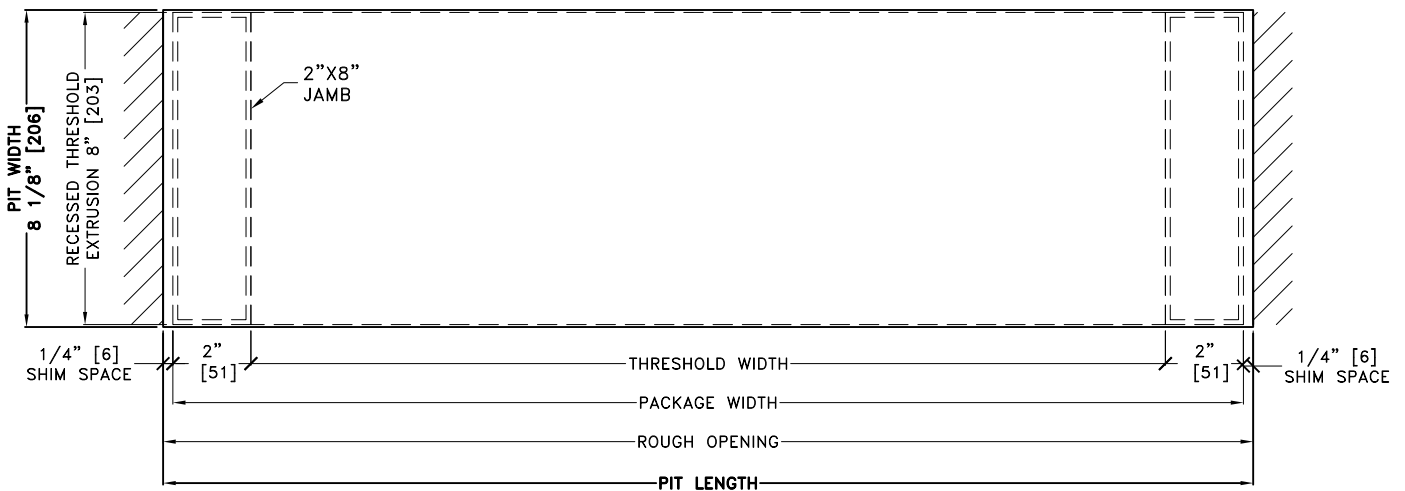 PIT WIDTH
8 1/8” [206]
RECESSED THRESHOLD
EXTRUSION 8” [203]
2”X8”
JAMB
1/4” [6]
SHIM SPACE
2”
[51]
THRESHOLD WIDTH
2”
[51]
1/4” [6]
SHIM SPACE
PACKAGE WIDTH
ROUGH OPENING
PIT LENGTH